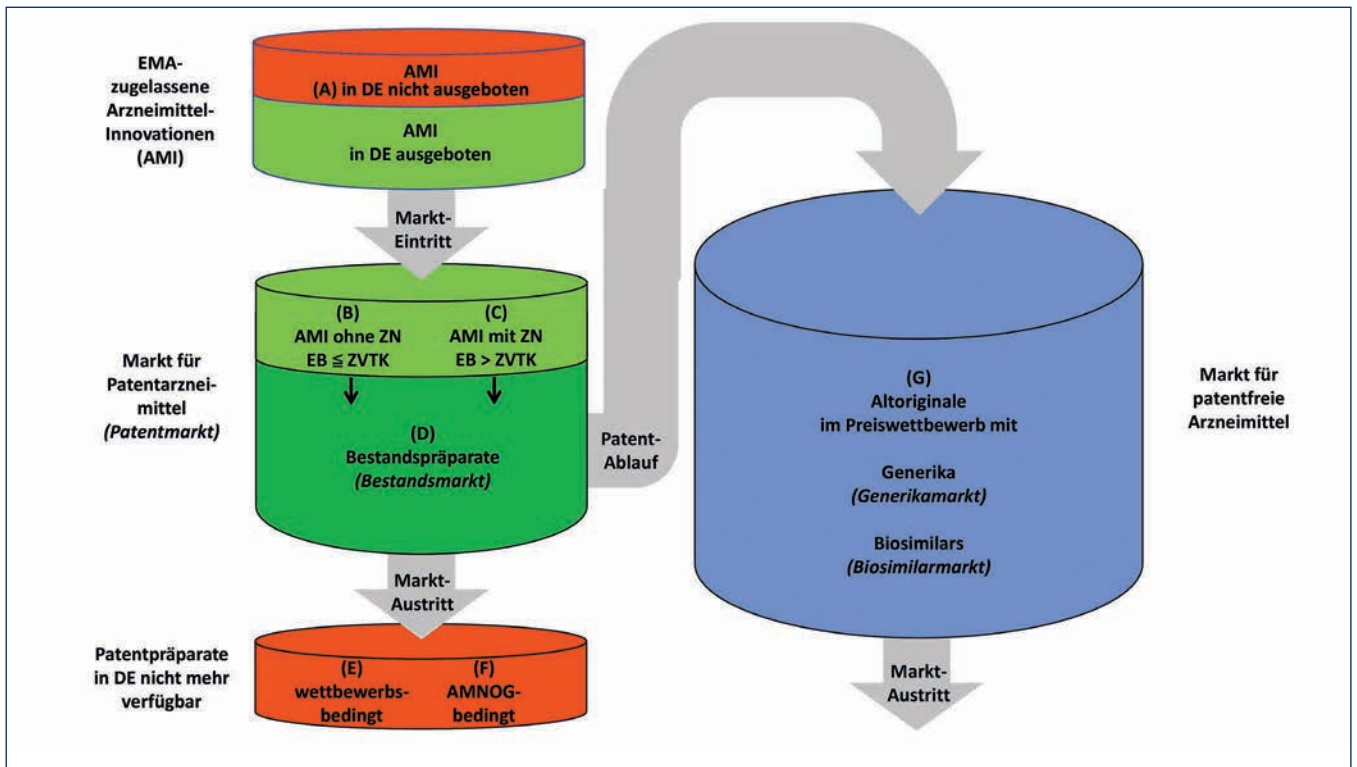 EMA-
zugelassene
Arzneimittel-
Innovationen
(AMI)
AMI
(A) in DE nicht ausgeboten
AMI
in DE ausgeboten
Markt-
Eintritt
Markt für
Patentarznei-
mittel
(Patentmarkt)
(B)
AMI ohne ZN
EB ≦ ZVTK
(C)
AMI mit ZN
EB > ZVTK
(D)
Bestandspräparate
(Bestandsmarkt)
Patent-
Ablauf
Markt-
Austritt
Patentpräparate
in DE nicht mehr
verfügbar
(E)
wettbewerbs-
bedingt
(F)
AMNOG-
bedingt
(G)
Altoriginale
im Preiswettbewerb mit
Generika
(Generikamarkt)
Biosimilars
(Biosimilarmarkt)
Markt für
patentfreie
Arzneimittel
Markt-
Austritt